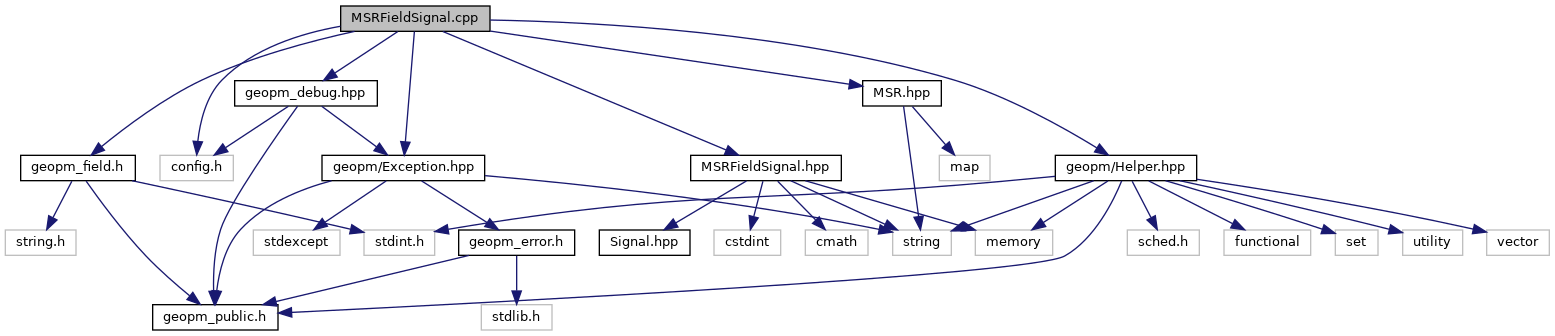 MSRFieldSignal.cpp
geopm_debug.hpp
MSR.hpp
geopm_field.h
config.h
geopm/Exception.hpp
MSRFieldSignal.hpp
map
geopm/Helper.hpp
string.h
stdexcept
stdint.h
geopm_error.h
Signal.hpp
cstdint
cmath
string
memory
sched.h
functional
set
utility
vector
geopm_public.h
stdlib.h